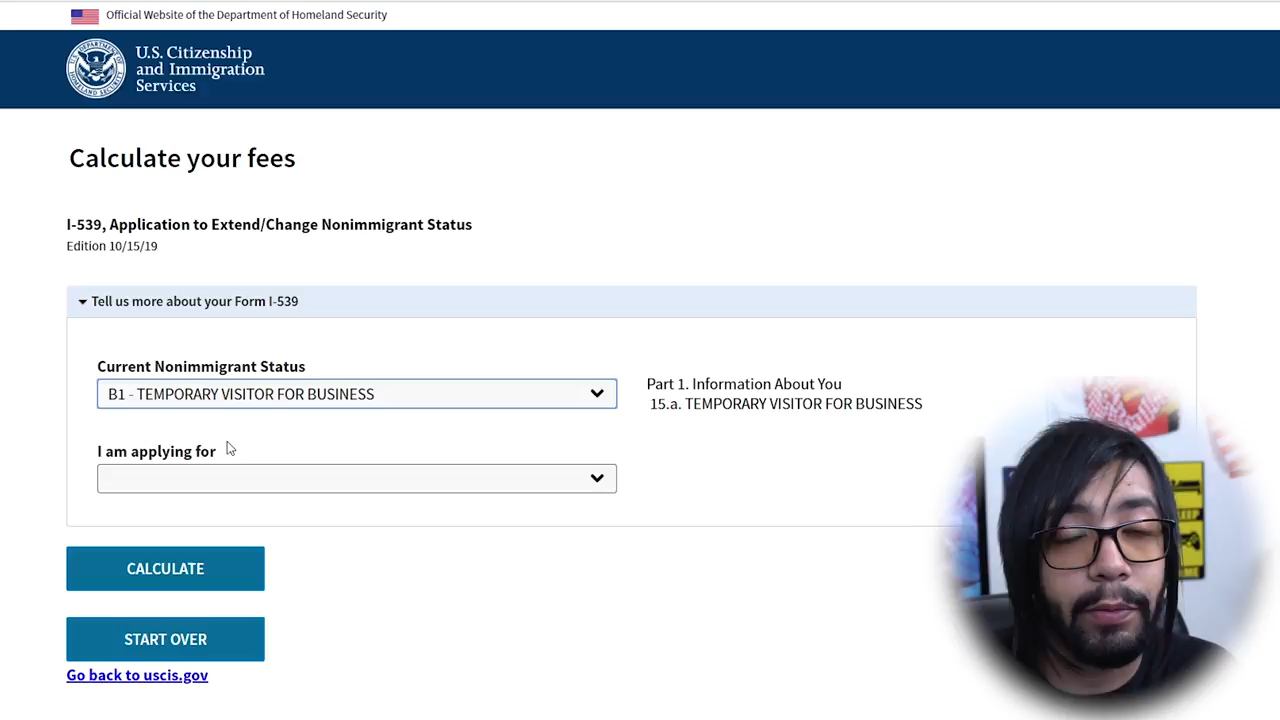 Official Website of the Department of Homeland Security
U.S. Citizenship
and Immigration
Services
Calculate your fees
I-539, Application to Extend/Change Nonimmigrant Status
Edition 10/15/19
Tell us more about your Form I-539
Current Nonimmigrant Status
B1 - TEMPORARY VISITOR FOR BUSINESS
Part 1. Information About You
15.a. TEMPORARY VISITOR FOR BUSINESS
I am applying for
CALCULATE
START OVER
Go back to uscis.gov